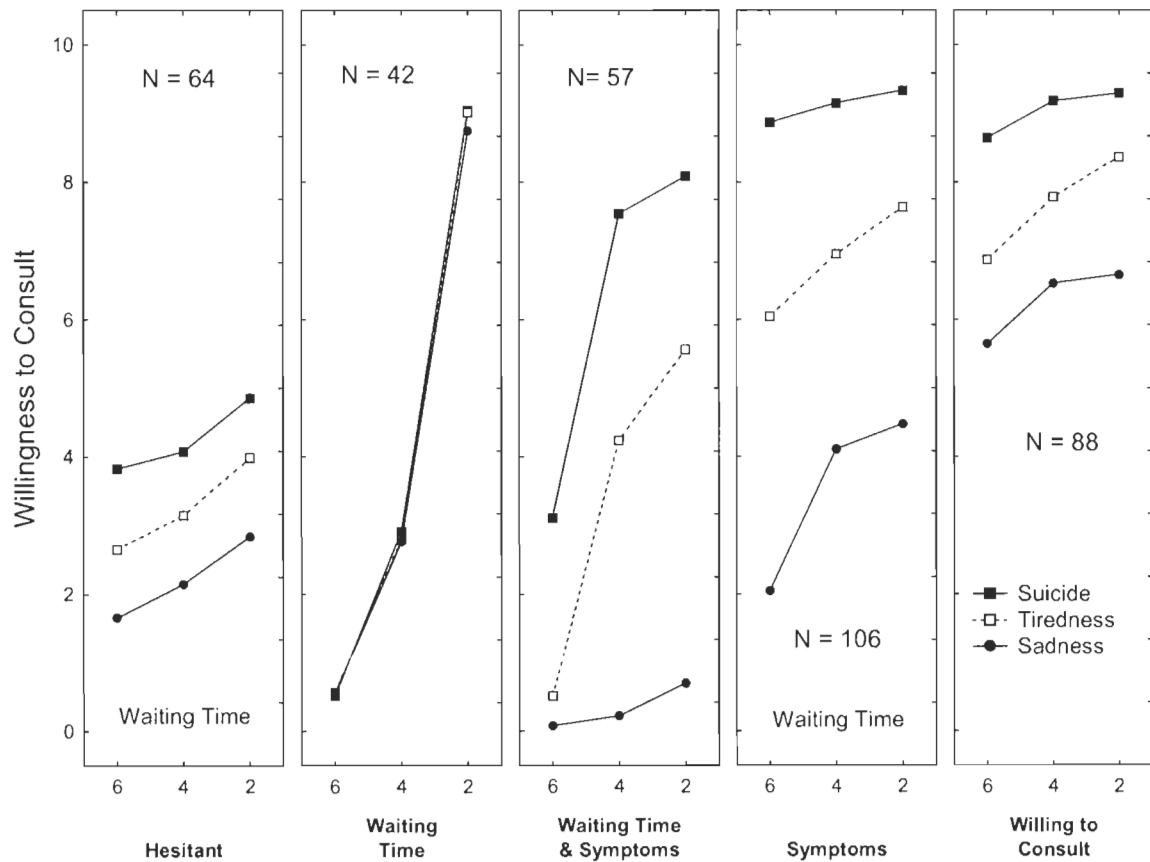 Willingness to Consult
10
8
6
4
2
0
N = 64
Waiting Time
6 4 2
Hesitant
N = 42
6 4 2
Waiting
Time
N= 57
6 4 2
Waiting Time
& Symptoms
N = 106
Waiting Time
6 4 2
Symptoms
N = 88
Suicide
Tiredness
Sadness
6 4 2
Willing to
Consult